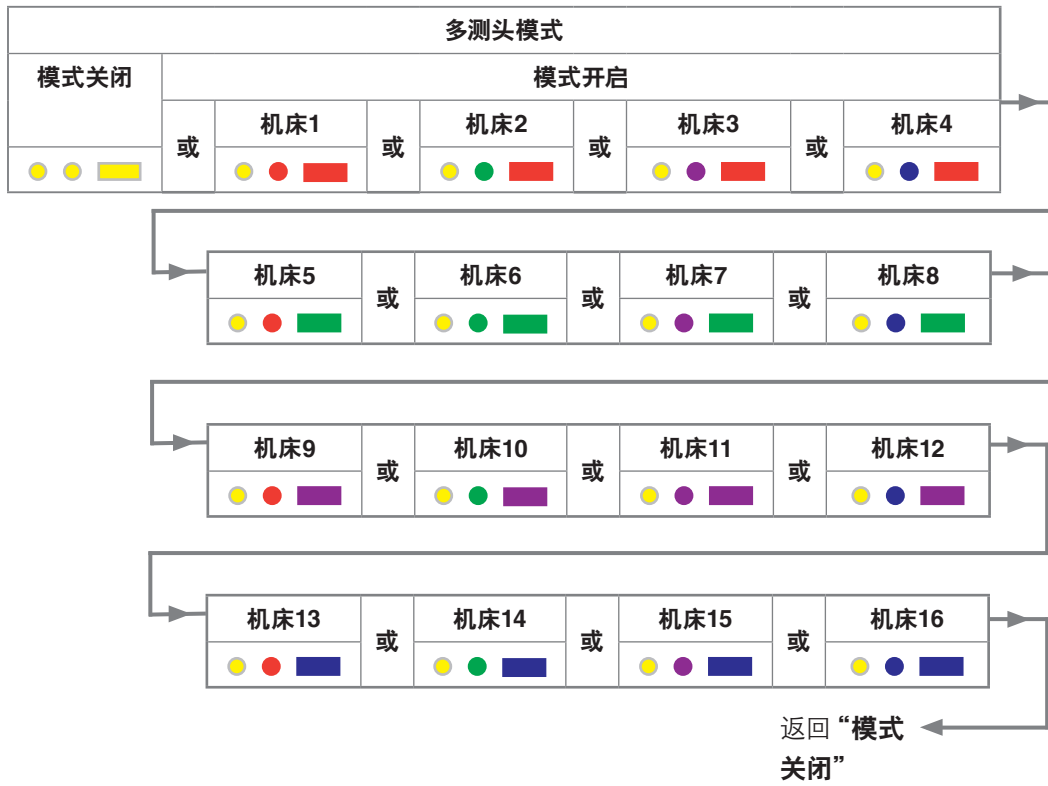 多测头模式
模式关闭
模式开启
或
机床1
或
机床2
或
机床3
或
机床4
机床5
或
机床6
或
机床7
或
机床8
机床9
或
机床10
或
机床11
或
机床12
机床13
或
机床14
或
机床15
或
机床16
返回“模式
关闭”